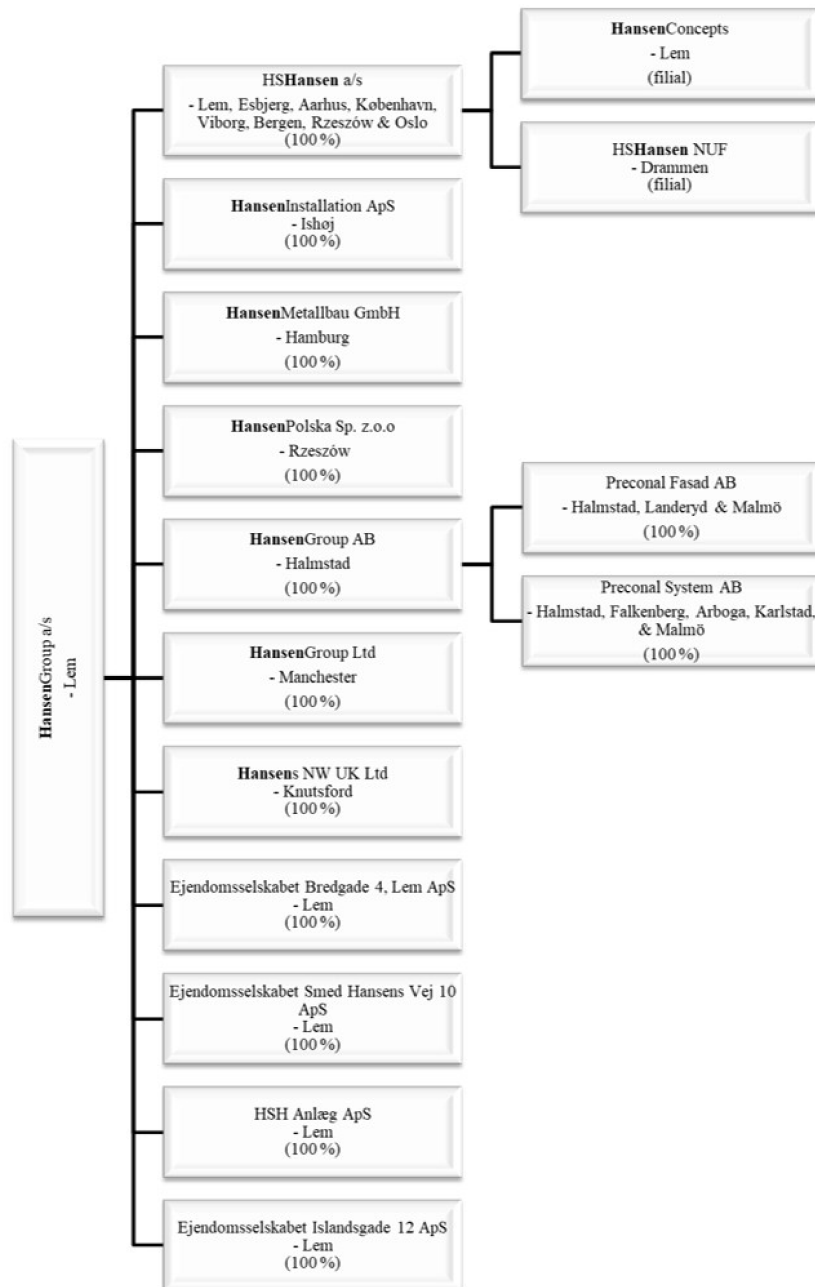 HansenGroup a/s
- Lem
HSHansen a/s
- Lem, Esbjerg, Aarhus, København,
Viborg, Bergen, Rzeszów & Oslo
(100%)
HansenConcepts
- Lem
(filial)
HSHansen NUF
- Drammen
(filial)
HansenInstallation ApS
- Ishøj
(100%)
HansenMetallbau GmbH
- Hamburg
(100%)
HansenPolska Sp. z.o.o
- Rzeszów
(100%)
HansenGroup AB
- Halmstad
(100%)
Preconal Fasad AB
- Halmstad, Landeryd & Malmö
(100%)
Preconal System AB
- Halmstad, Falkenberg, Arboga, Karlstad,
& Malmö
(100%)
HansenGroup Ltd
- Manchester
(100%)
Hansens NW UK Ltd
- Knutsford
(100%)
Ejendomsselskabet Bredgade 4, Lem ApS
- Lem
(100%)
Ejendomsselskabet Smed Hansens Vej 10
ApS
- Lem
(100%)
HSH Anlæg ApS
- Lem
(100%)
Ejendomsselskabet Islandsgade 12 ApS
- Lem
(100%)